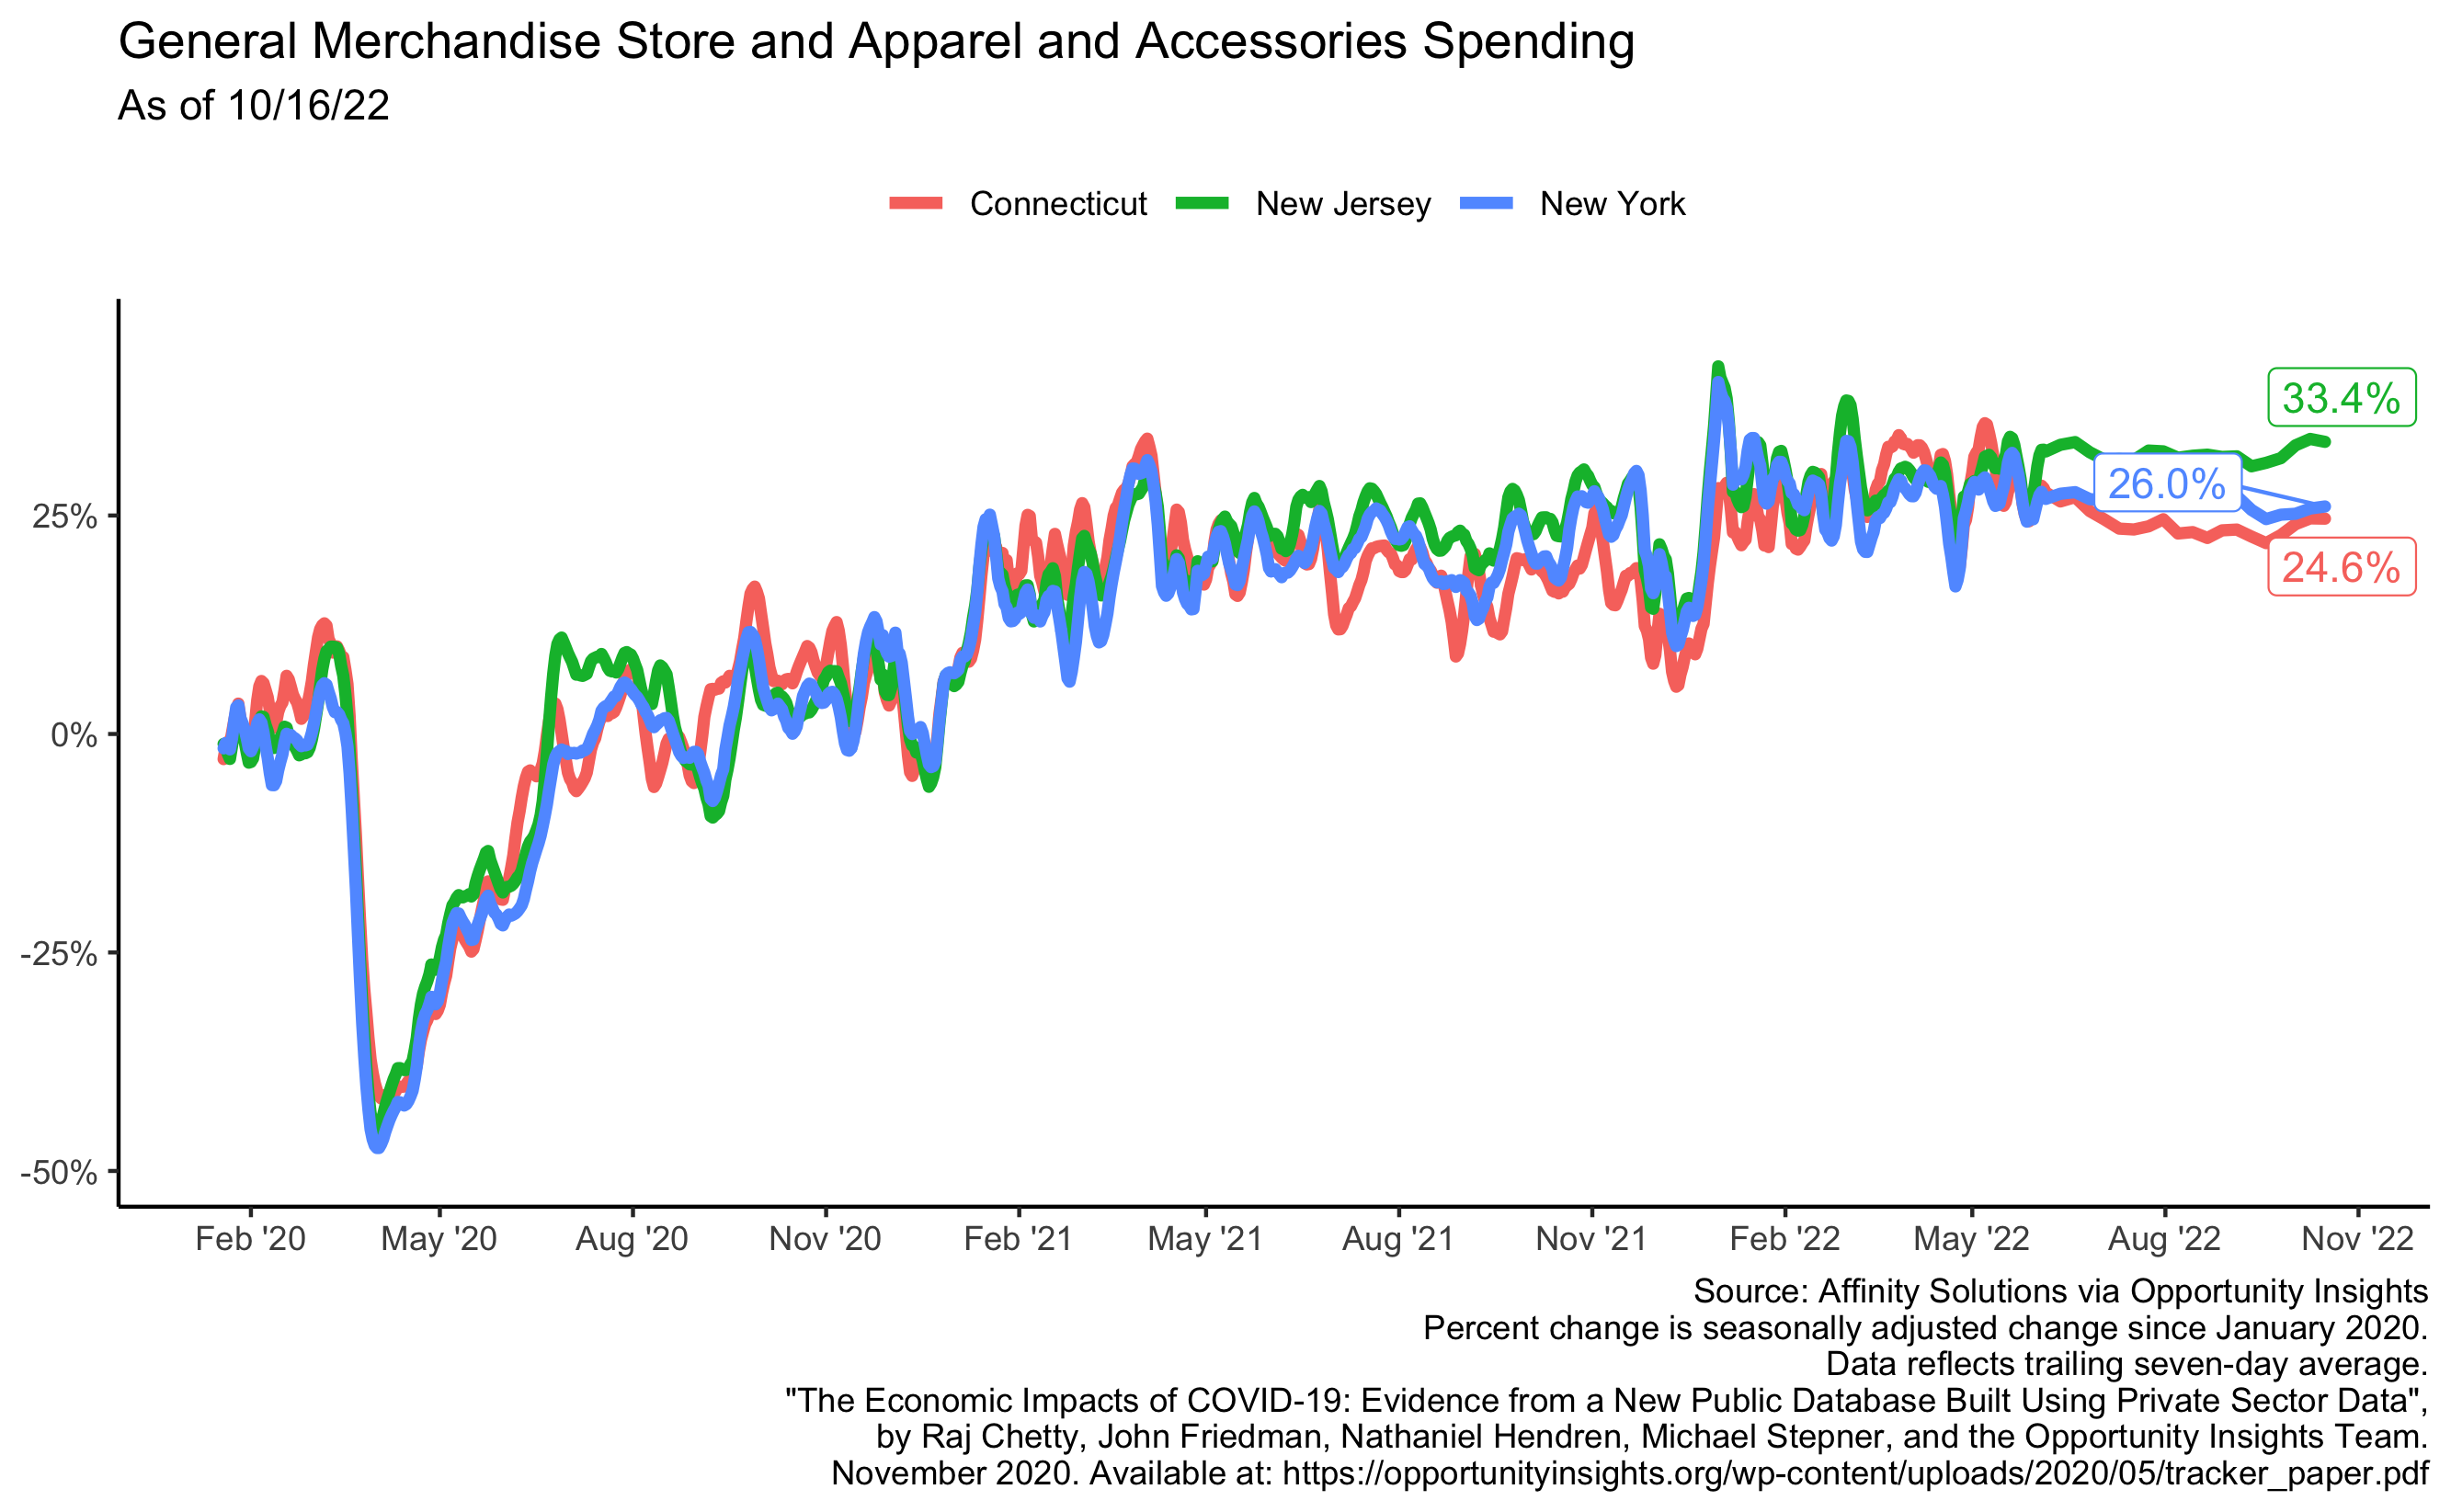 General Merchandise Store and Apparel and Accessories Spending
As of 10/16/22
Connecticut New Jersey New York
33.4%
26.0%
24.6%
25%
0%
-25%
-50%
Feb '20 May '20 Aug '20 Nov '20 Feb '21 May '21 Aug '21 Nov '21 Feb '22 May '22 Aug '22 Nov '22
Source: Affinity Solutions via Opportunity Insights
Percent change is seasonally adjusted change since January 2020.
Data reflects trailing seven-day average.
"The Economic Impacts of COVID-19: Evidence from a New Public Database Built Using Private Sector Data",
by Raj Chetty, John Friedman, Nathaniel Hendren, Michael Stepner, and the Opportunity Insights Team.
November 2020. Available at: https://opportunityinsights.org/wp-content/uploads/2020/05/tracker_paper.pdf